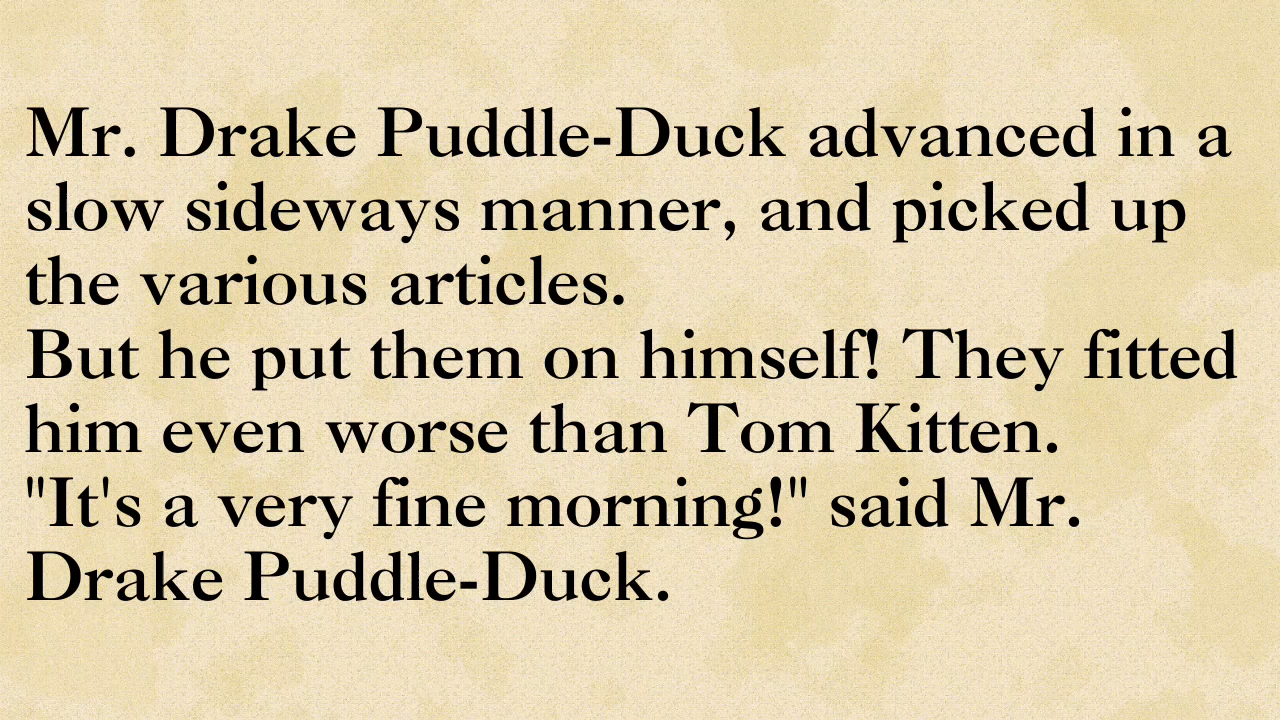 Mr. Drake Puddle-Duck advanced in a
slow sideways manner, and picked up
the various articles.
But he put them on himself! They fitted
him even worse than Tom Kitten.
"It's a very fine morning!" said Mr.
Drake Puddle-Duck.